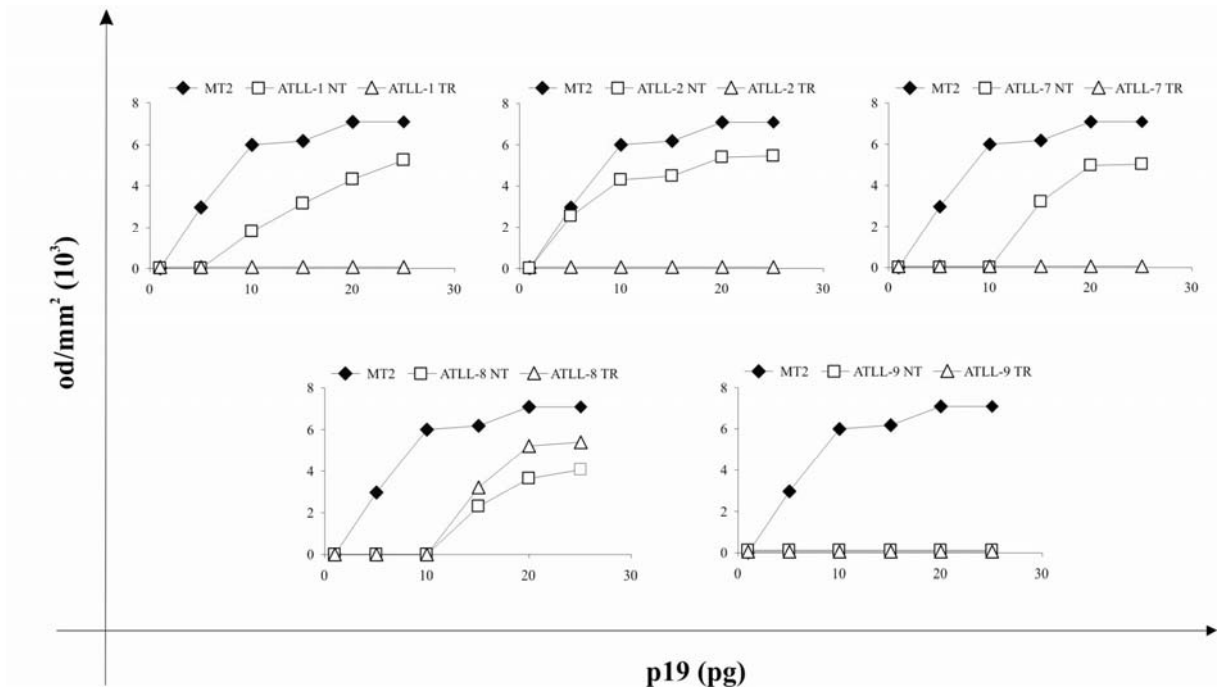 MT2 ATLL-1 NT ATLL-1 TR
8
6
4
2
0
0 10 20 30
MT2 ATLL-2 NT ATLL-2 TR
8
6
4
2
0
0 10 20 30
MT2 ATLL-7 NT ATLL-7 TR
8
6
4
2
0
0 10 20 30
od/mm² (10³)
MT2 ATLL-8 NT ATLL-8 TR
8
6
4
2
0
0 10 20 30
MT2 ATLL-9 NT ATLL-9 TR
8
6
4
2
0
0 10 20 30
p19 (pg)